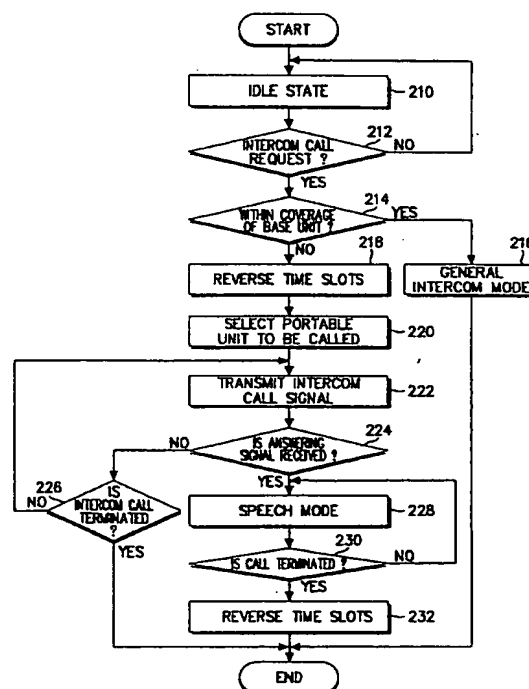 START
IDLE STATE
210
212
INTERCOM CALL
REQUEST ?
NO
YES
214
WITHIN COVERAGE
OF BASE UNIT ?
YES
NO
218
216
REVERSE TIME SLOTS
GENERAL
INTERCOM MODE
SELECT PORTABLE
UNIT TO BE CALLED
220
TRANSMIT INTERCOM
CALL SIGNAL
222
224
NO
IS ANSWERING
SIGNAL RECEIVED ?
226
YES
IS
INTERCOM CALL
TERMINATED
?
NO
YES
SPEECH MODE
228
230
IS CALL TERMINATED ?
NO
YES
REVERSE TIME SLOTS
232
END